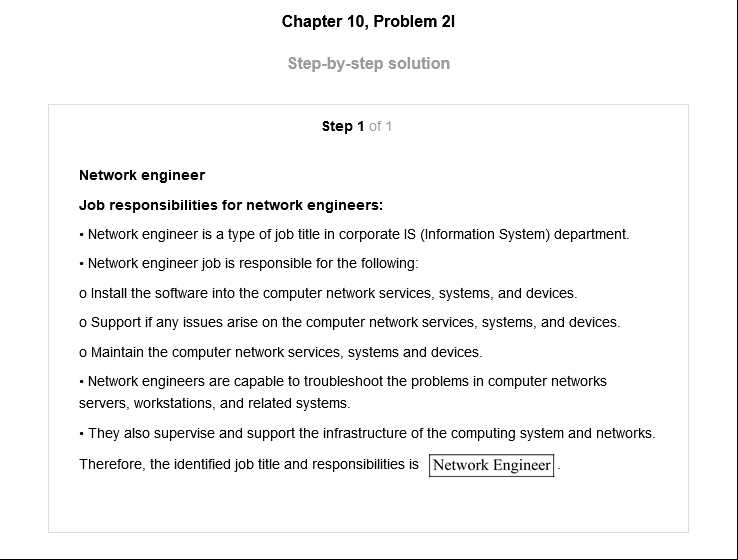 Chapter 10, Problem 2I
Step-by-step solution
Step 1 of 1
Network engineer
Job responsibilities for network engineers:
• Network engineer is a type of job title in corporate IS (Information System) department.
• Network engineer job is responsible for the following:
o Install the software into the computer network services, systems, and devices.
o Support if any issues arise on the computer network services, systems, and devices.
o Maintain the computer network services, systems and devices.
• Network engineers are capable to troubleshoot the problems in computer networks
servers, workstations, and related systems.
• They also supervise and support the infrastructure of the computing system and networks.
Therefore, the identified job title and responsibilities is Network Engineer.